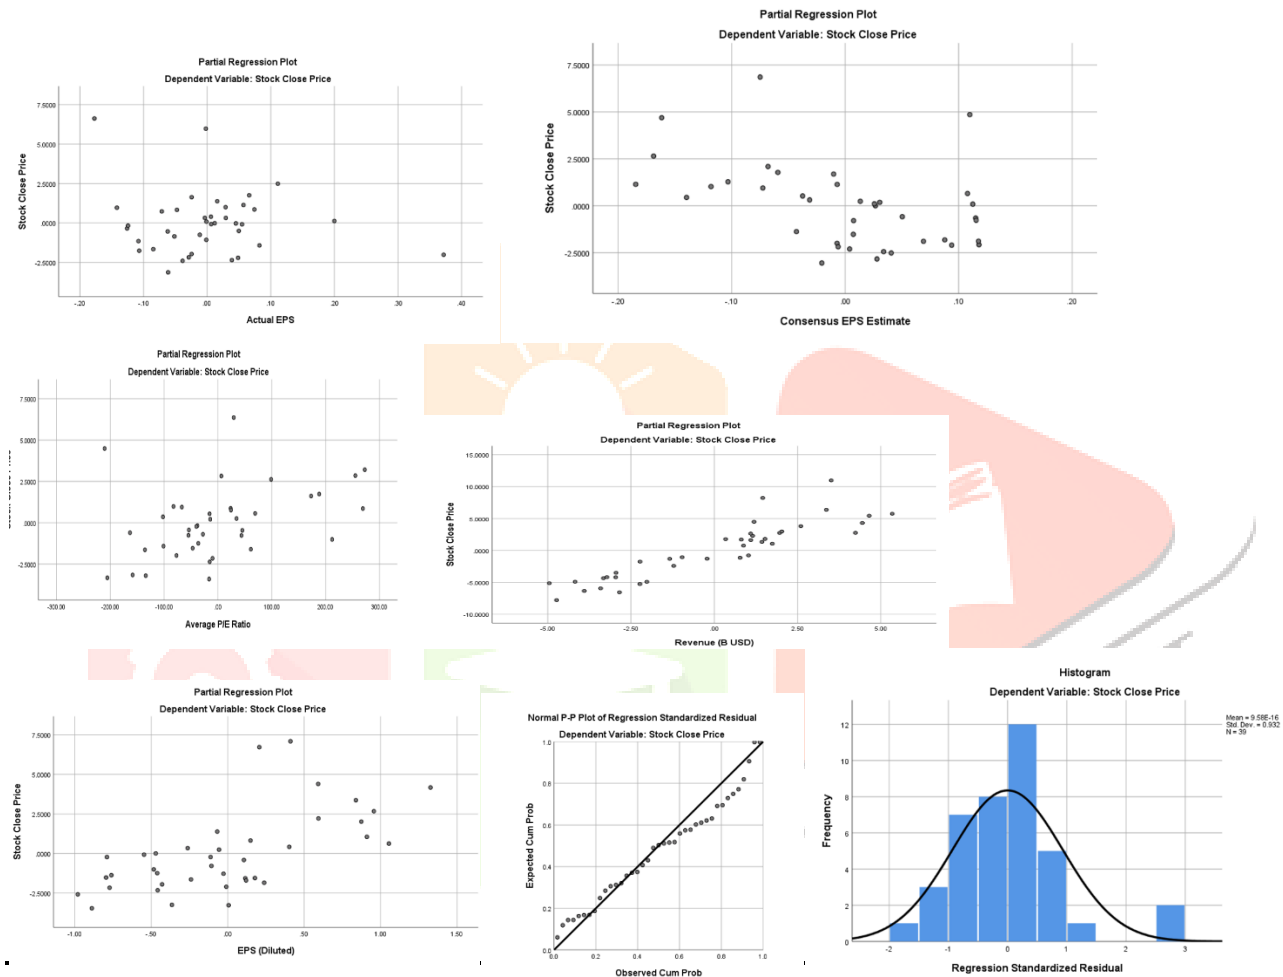 Partial Regression Plot
Dependent Variable: Stock Close Price
Stock Close Price
7.5000
5.0000
2.5000
.0000
-2.5000
-.20
-.10
.00
.10
.20
.30
.40
Actual EPS
Partial Regression Plot
Dependent Variable: Stock Close Price
Stock Close Price
7.5000
5.0000
2.5000
.0000
-2.5000
-.20
-.10
.00
.10
.20
Consensus EPS Estimate
Partial Regression Plot
Dependent Variable: Stock Close Price
7.5000
5.0000
2.5000
.0000
-2.5000
-300.00
-200.00
-100.00
.00
100.00
200.00
300.00
Average P/E Ratio
Partial Regression Plot
Dependent Variable: Stock Close Price
Stock Close Price
15.0000
10.0000
5.0000
.0000
-5.0000
-10.0000
-5.00
-2.50
.00
2.50
5.00
Revenue (B USD)
Partial Regression Plot
Dependent Variable: Stock Close Price
Stock Close Price
7.5000
5.0000
2.5000
.0000
-2.5000
-1.00
-.50
.00
.50
1.00
1.50
EPS (Diluted)
Normal P-P Plot of Regression Standardized Residual
Dependent Variable: Stock Close Price
Expected Cum Prob
1.0
0.8
0.6
0.4
0.2
0.0
0.0
0.2
0.4
0.6
0.8
1.0
Observed Cum Prob
Histogram
Dependent Variable: Stock Close Price
Mean = 9.58E-16
Std. Dev. = 0.932
N = 39
Frequency
12
10
8
6
4
2
0
-2
-1
0
1
2
3
Regression Standardized Residual